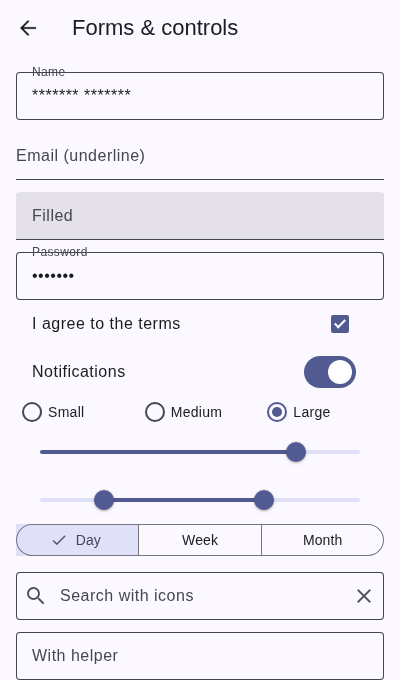 Forms & controls
Name
******* *******
Email (underline)
Filled
Password
•••••••
I agree to the terms
Notifications
Small
Medium
Large
Day
Week
Month
Search with icons
With helper